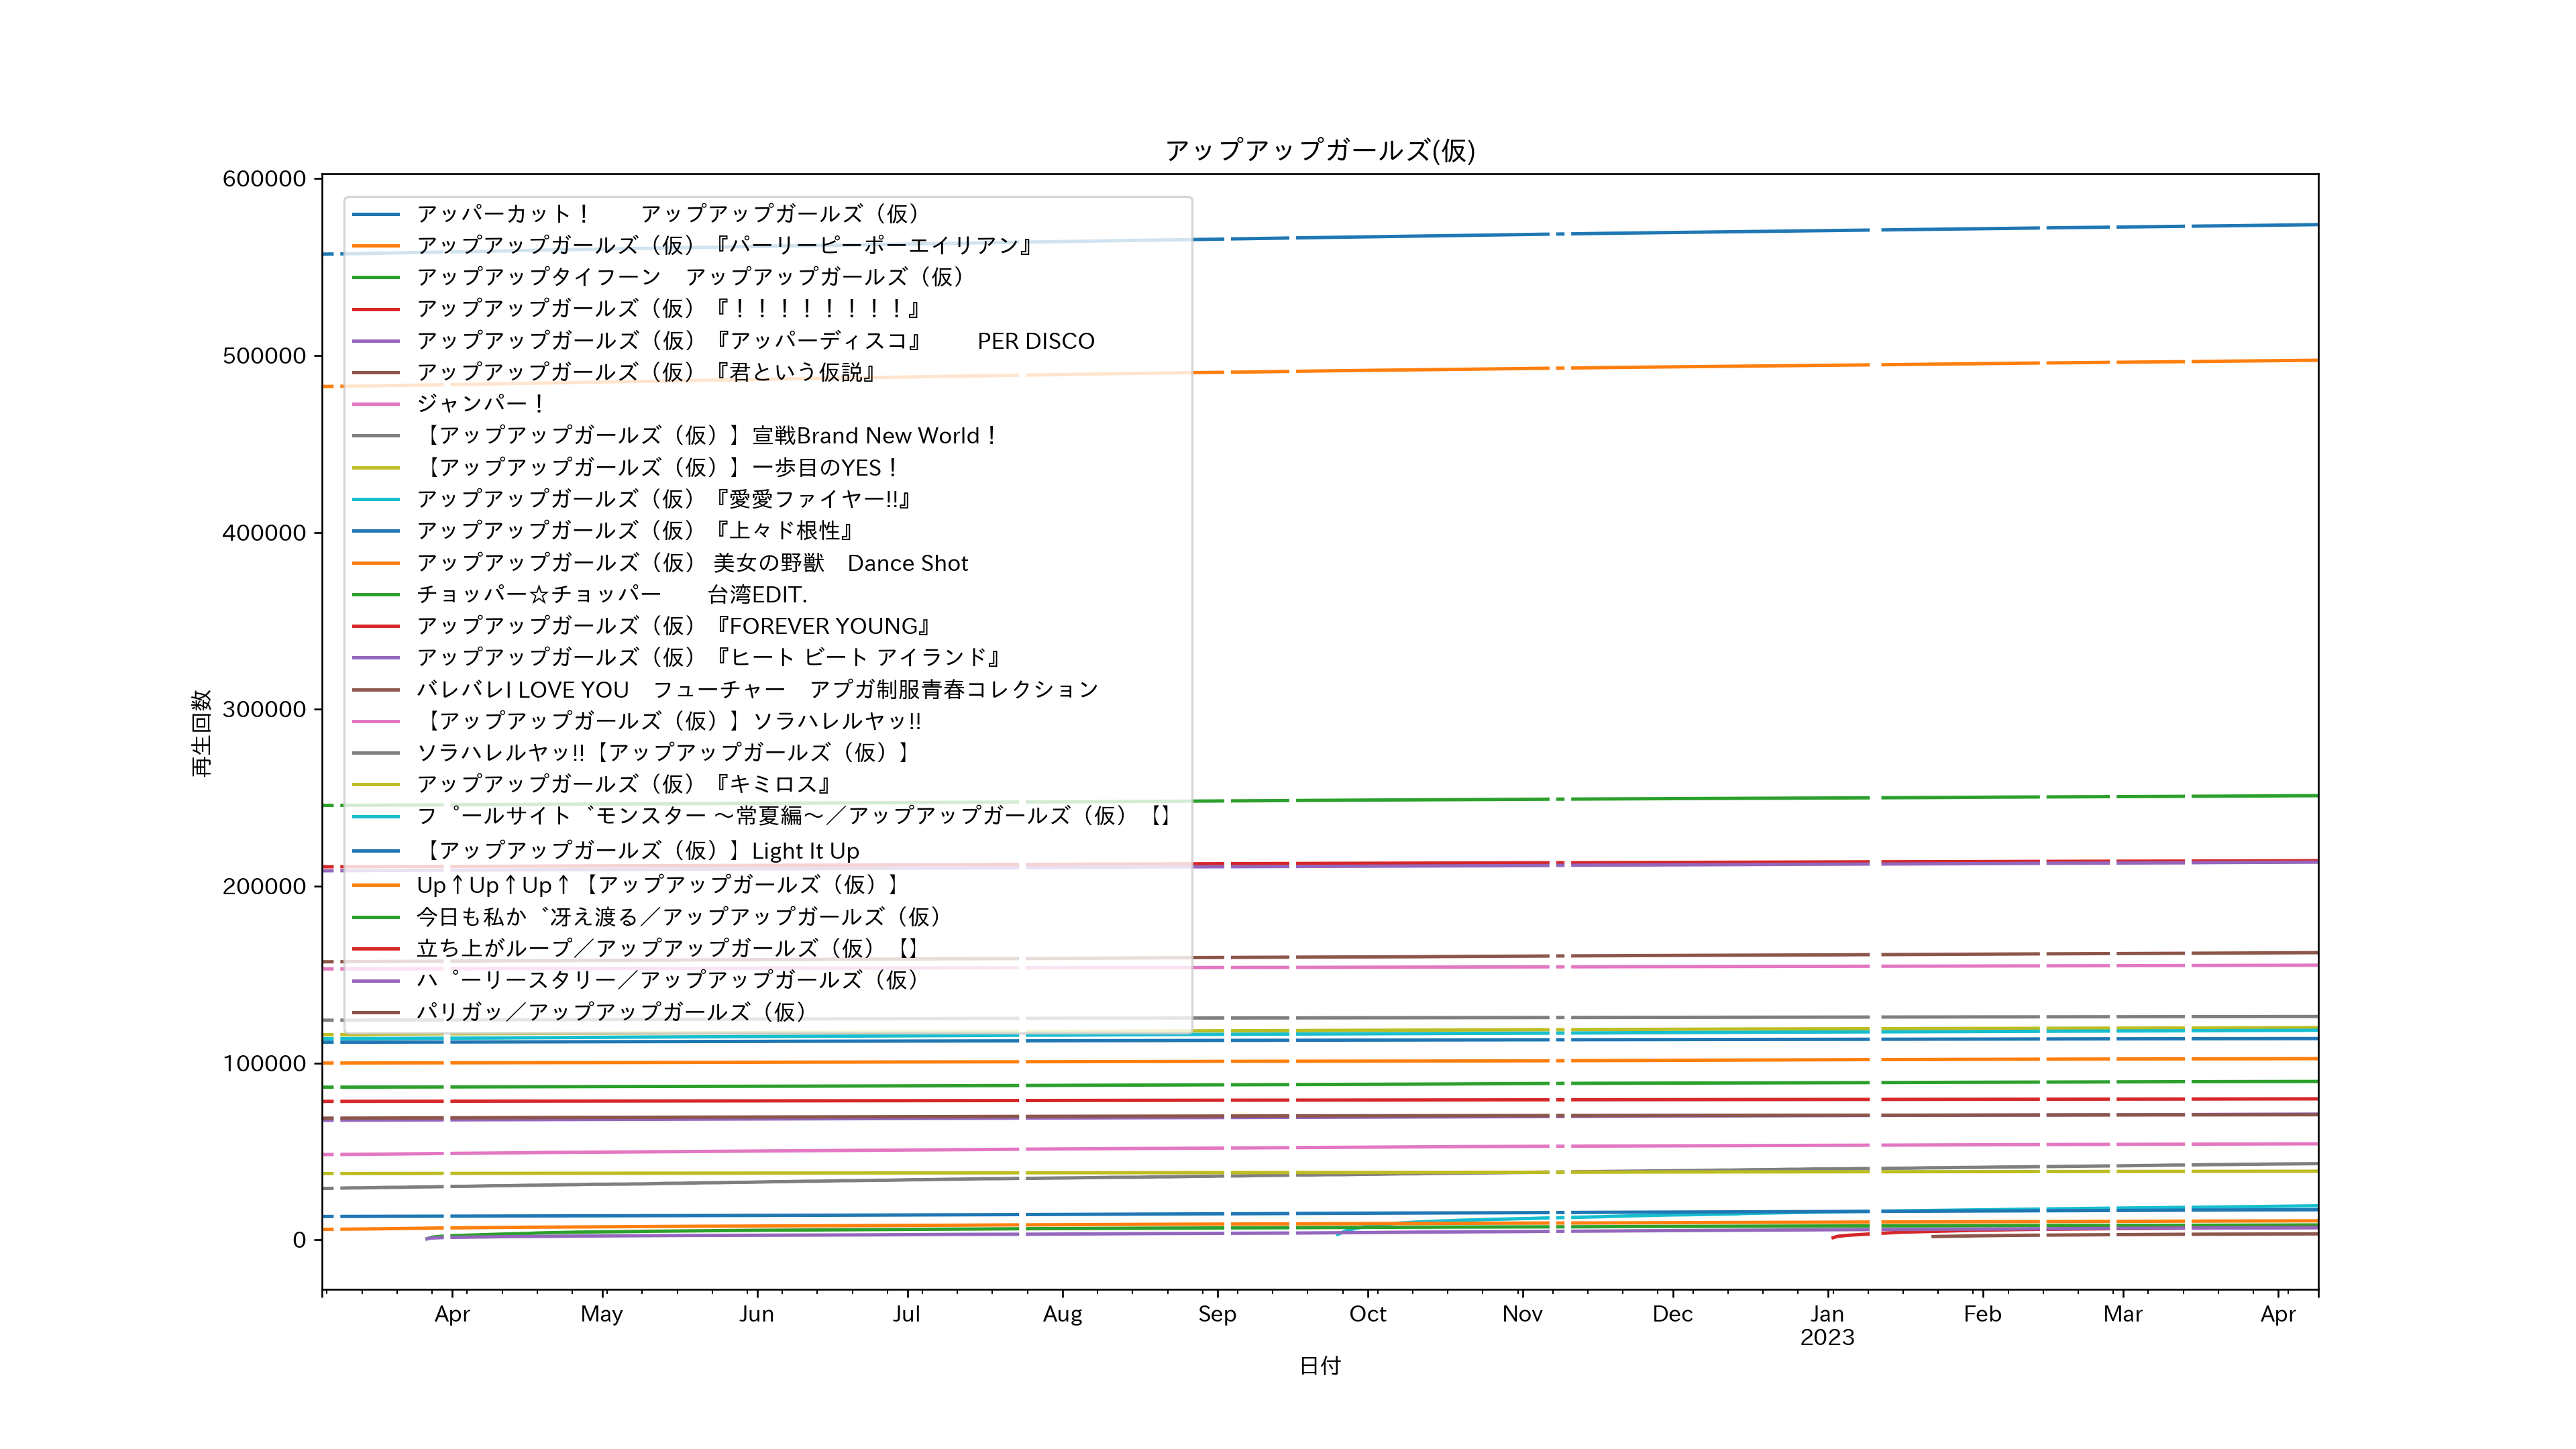 アップアップガールズ(仮)
600000
500000
400000
300000
200000
100000
0
再生回数
アッパーカット！　　アップアップガールズ（仮）
アップアップガールズ（仮）『パーリーピーポーエイリアン』
アップアップタイフーン　アップアップガールズ（仮）
アップアップガールズ（仮）『！！！！！！！！』
アップアップガールズ（仮）『アッパーディスコ』　　PER DISCO
アップアップガールズ（仮）『君という仮説』
ジャンパー！
【アップアップガールズ（仮）】宣戦Brand New World！
【アップアップガールズ（仮）】一歩目のYES！
アップアップガールズ（仮）『愛愛ファイヤー!!』
アップアップガールズ（仮）『上々ド根性』
アップアップガールズ（仮） 美女の野獣　Dance Shot
チョッパー☆チョッパー　　台湾EDIT.
アップアップガールズ（仮）『FOREVER YOUNG』
アップアップガールズ（仮）『ヒート ビート アイランド』
バレバレI LOVE YOU　フューチャー　アプガ制服青春コレクション
【アップアップガールズ（仮）】ソラハレルヤッ!!
ソラハレルヤッ!!【アップアップガールズ（仮）】
アップアップガールズ（仮）『キミロス』
フ゜ールサイト゛モンスター 〜常夏編〜／アップアップガールズ（仮）【】
【アップアップガールズ（仮）】Light It Up
Up↑Up↑Up↑【アップアップガールズ（仮）】
今日も私か゛冴え渡る／アップアップガールズ（仮）
立ち上がループ／アップアップガールズ（仮）【】
ハ゜ーリースタリー／アップアップガールズ（仮）
パリガッ／アップアップガールズ（仮）
Apr May Jun Jul Aug Sep Oct Nov Dec Jan Feb Mar Apr
2023
日付